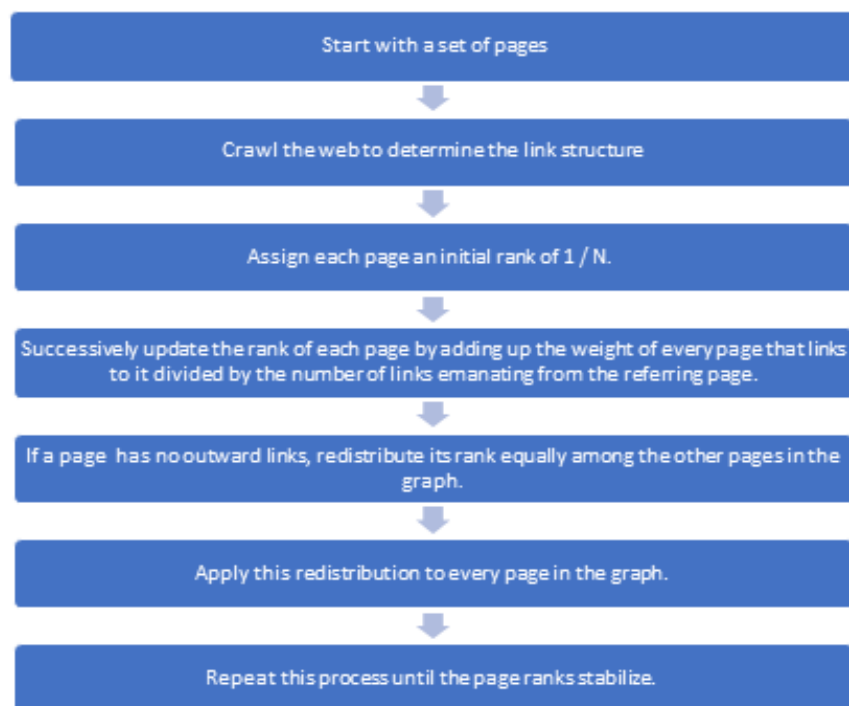 Start with a set of pages
Crawl the web to determine the link structure
Assign each page an initial rank of 1 / N.
Successively update the rank of each page by adding up the weight of every page that links
to it divided by the number of links emanating from the referring page.
If a page has no outward links, redistribute its rank equally among the other pages in the
graph.
Apply this redistribution to every page in the graph.
Repeat this process until the page ranks stabilize.